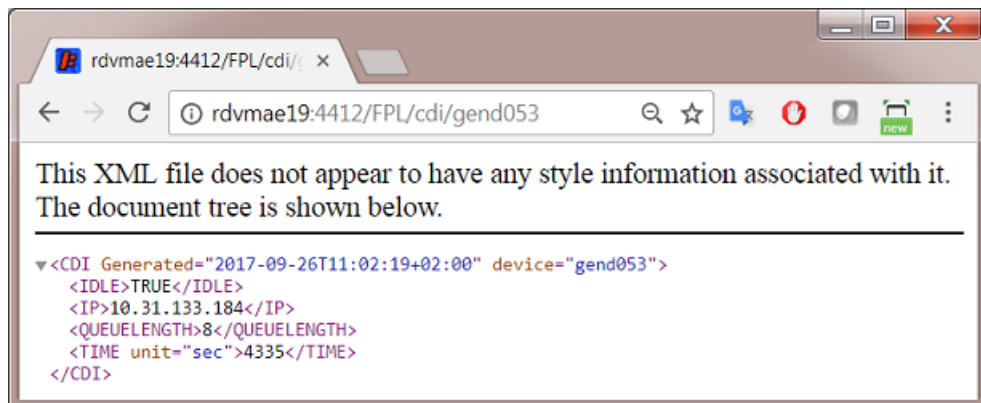 rdvmae19:4412/FPL/cdi/g
rdvmae19:4412/FPL/cdi/gend053
new
This XML file does not appear to have any style information associated with it.
The document tree is shown below.
▼<CDI Generated="2017-09-26T11:02:19+02:00" device="gend053">
<IDLE>TRUE</IDLE>
<IP>10.31.133.184</IP>
<QUEUELENGTH>8</QUEUELENGTH>
<TIME unit="sec">4335</TIME>
</CDI>